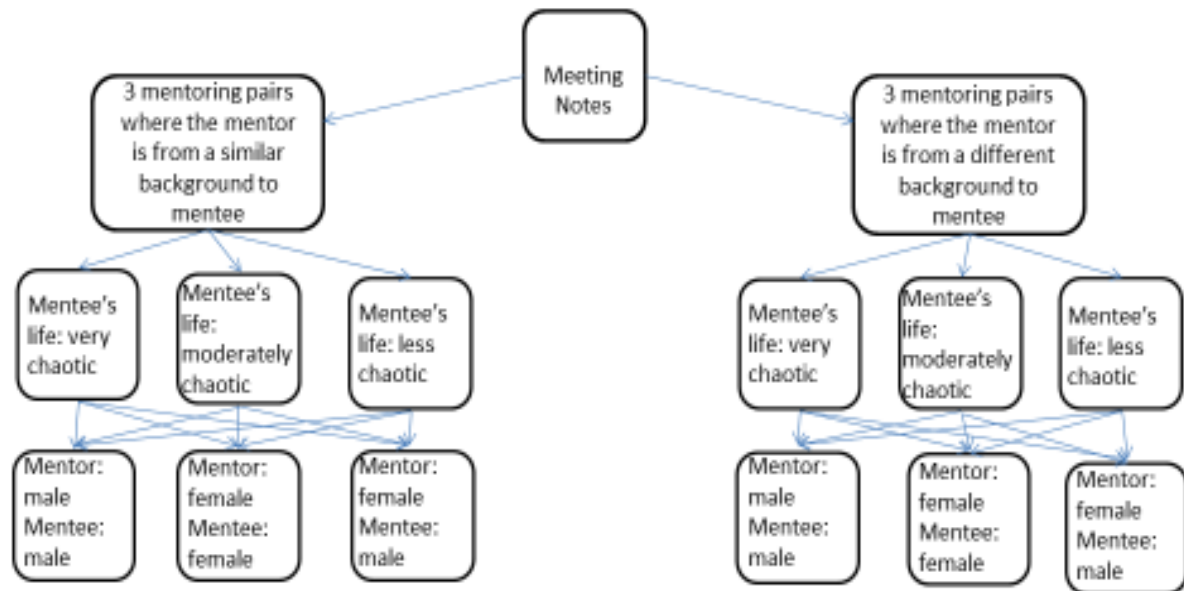 Meeting
Notes
3 mentoring pairs
where the mentor
is from a similar
background to
mentee
3 mentoring pairs
where the mentor
is from a different
background to
mentee
Mentee's
life: very
chaotic
Mentee's
life:
moderately
chaotic
Mentee's
life: less
chaotic
Mentee's
life: very
chaotic
Mentee's
life:
moderately
chaotic
Mentee's
life: less
chaotic
Mentor:
male
Mentee:
male
Mentor:
female
Mentee:
female
Mentor:
female
Mentee:
male
Mentor:
male
Mentee:
male
Mentor:
female
Mentee:
female
Mentor:
female
Mentee:
male